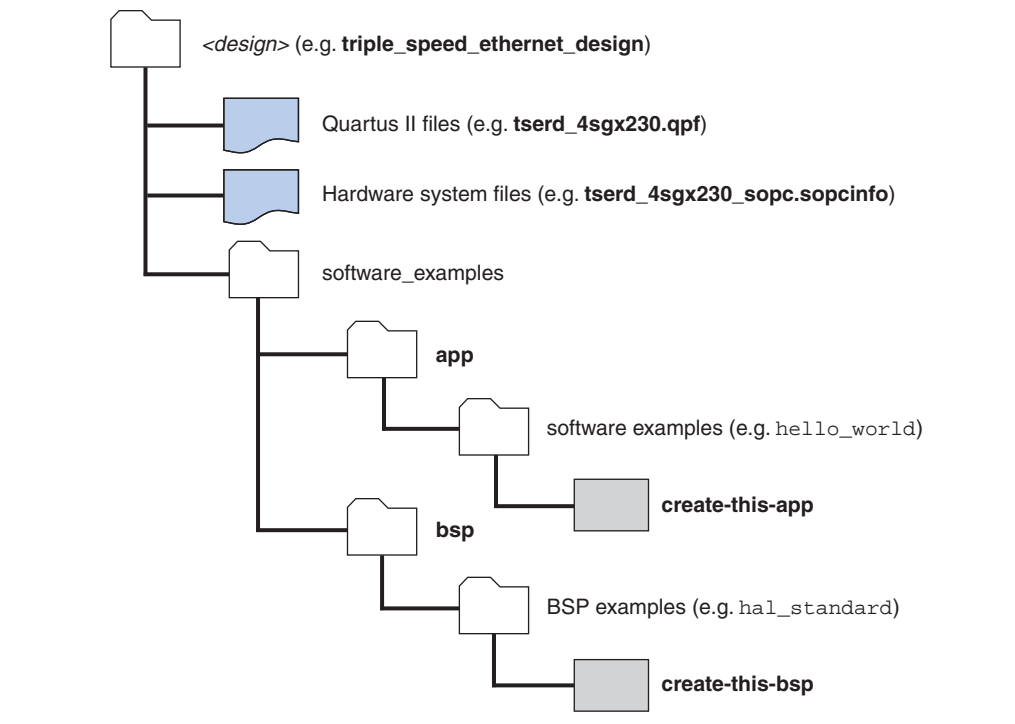 <design> (e.g. triple_speed_ethernet_design)
Quartus II files (e.g. tserd_4sgx230.qpf)
Hardware system files (e.g. tserd_4sgx230_sopc.sopcinfo)
software_examples
app
software examples (e.g. hello_world)
create-this-app
bsp
BSP examples (e.g. hal_standard)
create-this-bsp